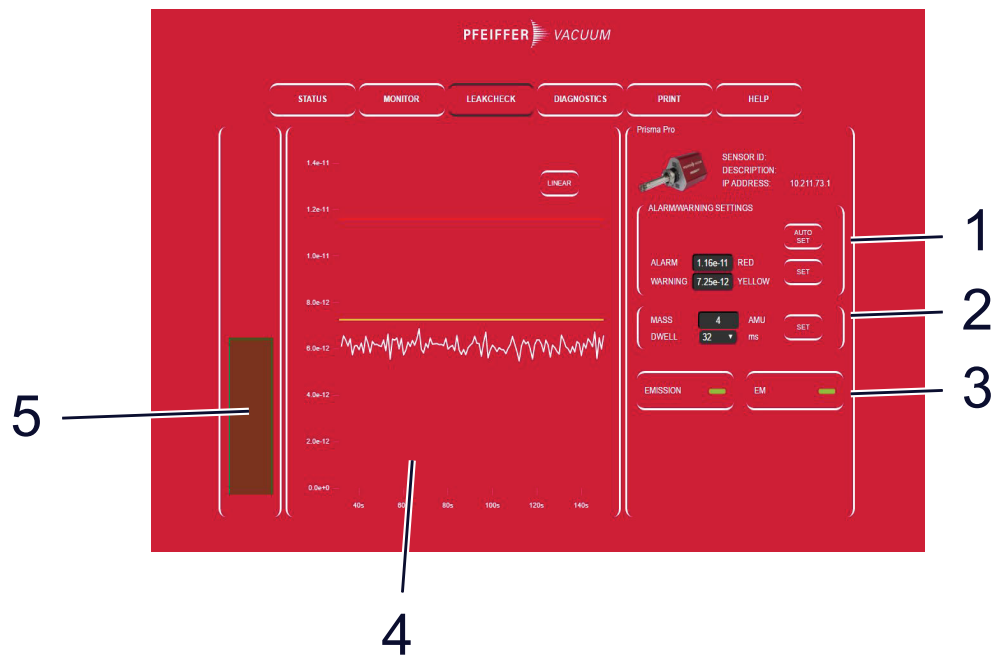 PFEIFFER VACUUM
STATUS MONITOR LEAKCHECK DIAGNOSTICS PRINT HELP
1.4e-11
1.2e-11
1.0e-11
8.0e-12
6.0e-12
4.0e-12
2.0e-12
0.0e+0
40s 60s 80s 100s 120s 140s
LINEAR
Prisma Pro
SENSOR ID:
DESCRIPTION:
IP ADDRESS: 10.211.73.1
ALARM/WARNING SETTINGS
AUTO
SET
ALARM 1.16e-11 RED
WARNING 7.25e-12 YELLOW
SET
MASS 4 AMU
DWELL 32 ms
SET
EMISSION EM
1
2
3
4
5